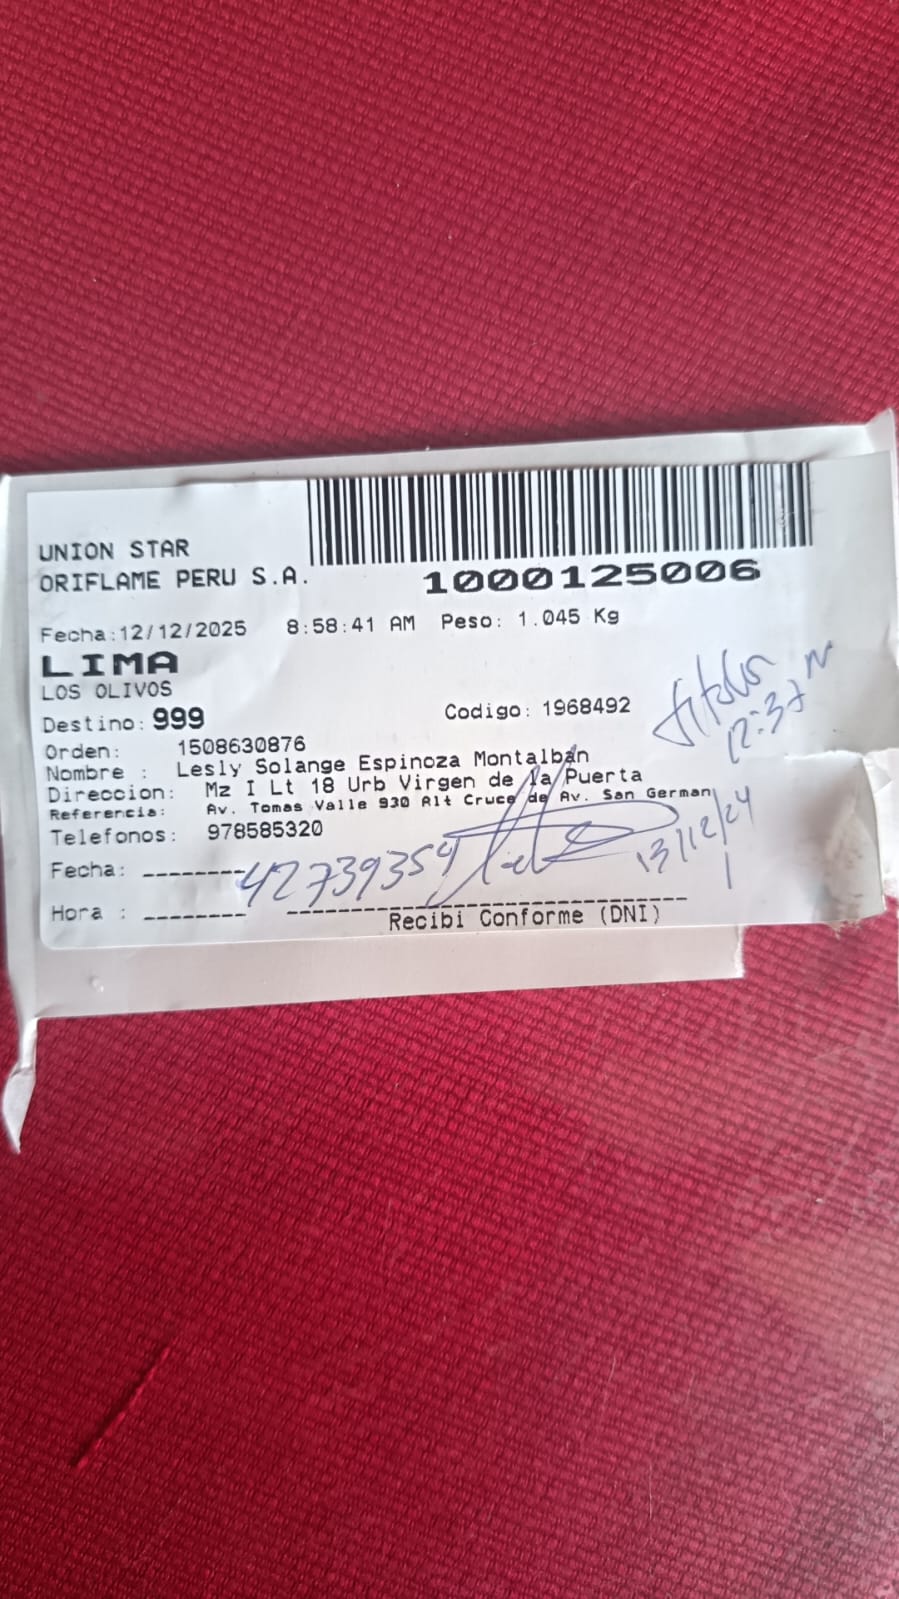 1000125006
UNION STAR
ORIFLAME PERU S.A.
Fecha:12/12/2025 8:58:41 AM Peso: 1.045 Kg
LIMA
LOS OLIVOS
Destino: 999 Codigo: 1968492
Orden: 1508630876
Nombre : Lesly Solange Espinoza Montalbán
Direccion: Mz I Lt 18 Urb Virgen de la Puerta
Referencia: Av. Tomas Valle 930 Alt Cruce de Av. San German
Telefonos: 978585320
Titular
12:37
Fecha: --------
42739354
13/12/24
Hora : --------
Recibi Conforme (DNI)